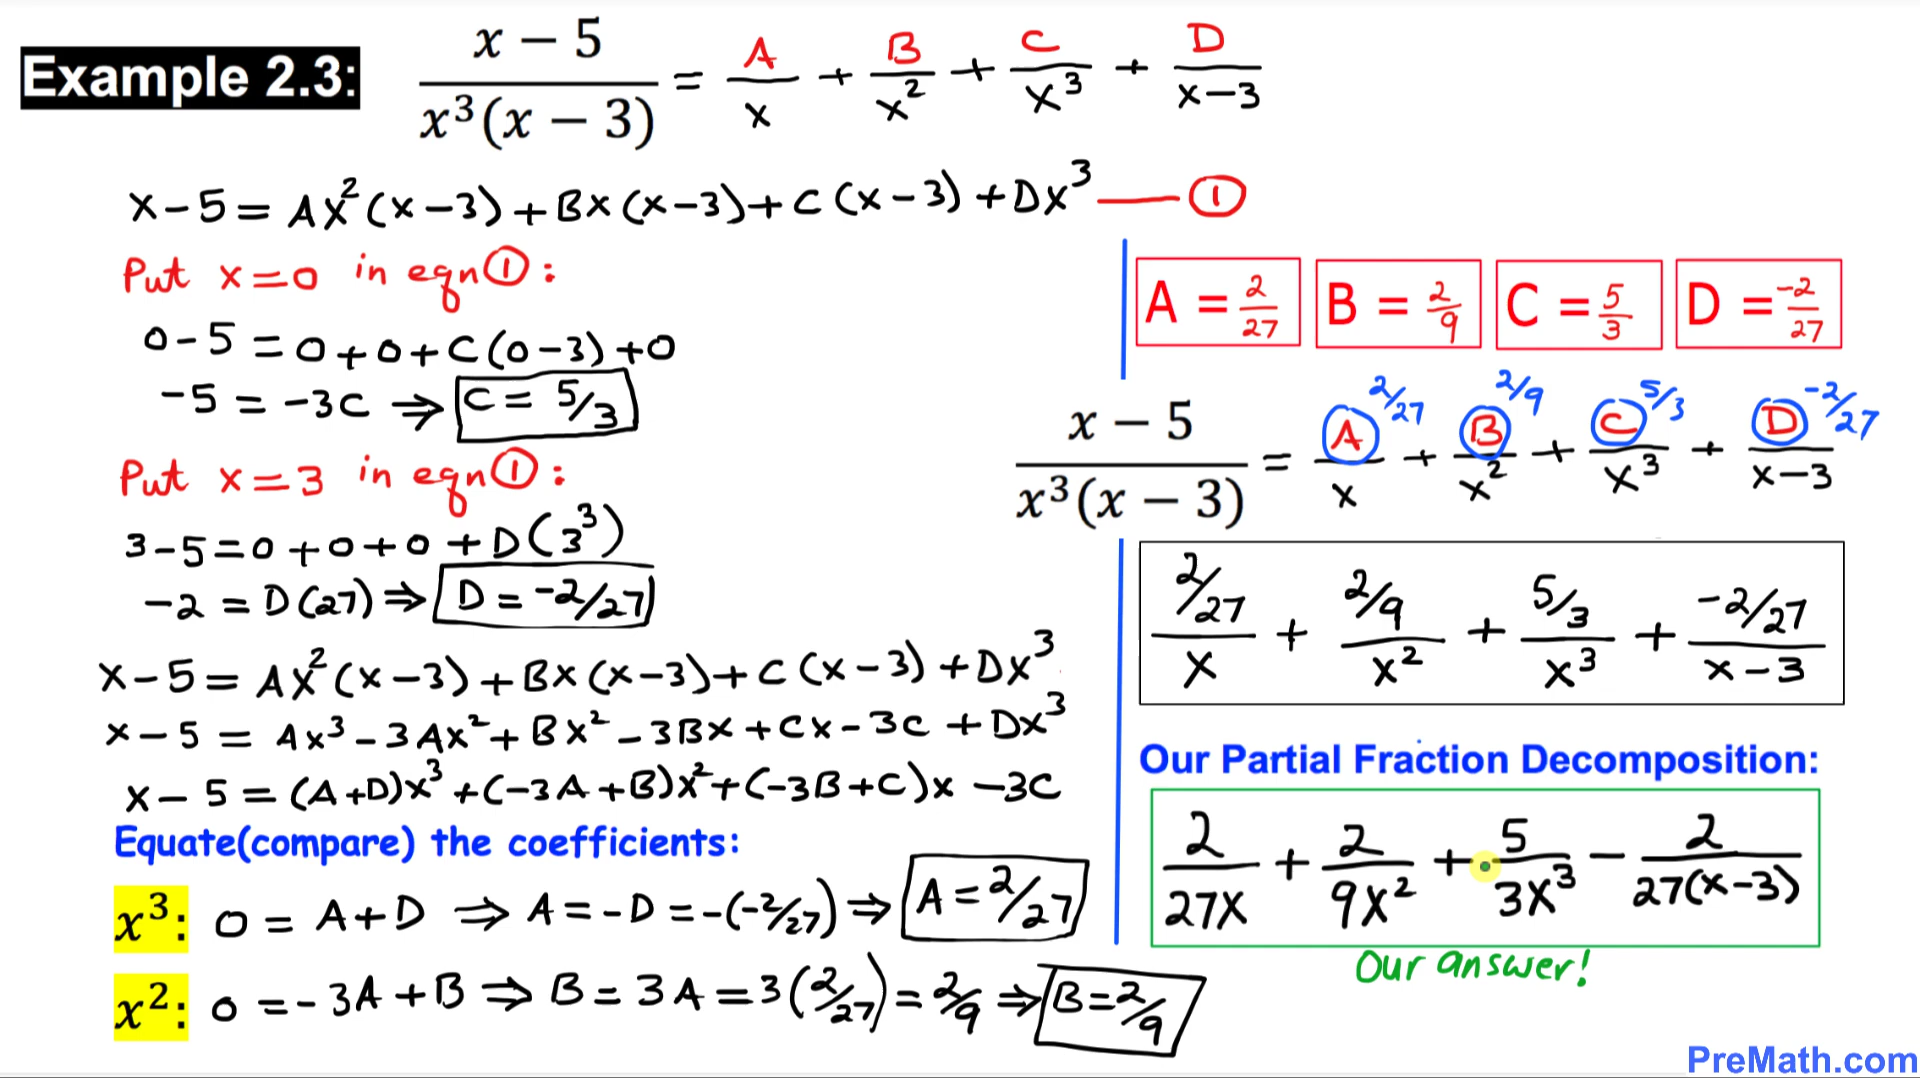 Example 2.3: (x − 5)/(x³(x − 3)) = A/x + B/x² + C/x³ + D/(x−3)
x−5 = Ax²(x−3) + Bx(x−3) + C(x−3) + Dx³ —— ①
Put x=0 in eqn①:
0−5 = 0+0+C(0−3)+0
−5 = −3C ⇒ C = 5/3
Put x=3 in eqn①:
3−5=0+0+0+D(3³)
−2 = D(27) ⇒ D = −2/27
x−5 = Ax²(x−3)+Bx(x−3)+C(x−3)+Dx³
x−5 = Ax³−3Ax²+Bx²−3Bx+Cx−3C+Dx³
x−5 = (A+D)x³+(−3A+B)x²+(−3B+C)x−3C
Equate(compare) the coefficients:
x³: 0 = A+D ⇒ A=−D=−(−2/27) ⇒ A=2/27
x²: 0 =−3A+B ⇒ B=3A=3(2/27)=2/9 ⇒ B=2/9
A = 2/27 B = 2/9 C = 5/3 D = −2/27
2/27 2/9 5/3 −2/27
(x − 5)/(x³(x − 3)) = A/x + B/x² + C/x³ + D/(x−3)
(2/27)/x + (2/9)/x² + (5/3)/x³ + (−2/27)/(x−3)
Our Partial Fraction Decomposition:
2/(27x) + 2/(9x²) + 5/(3x³) − 2/(27(x−3))
Our answer!
PreMath.com